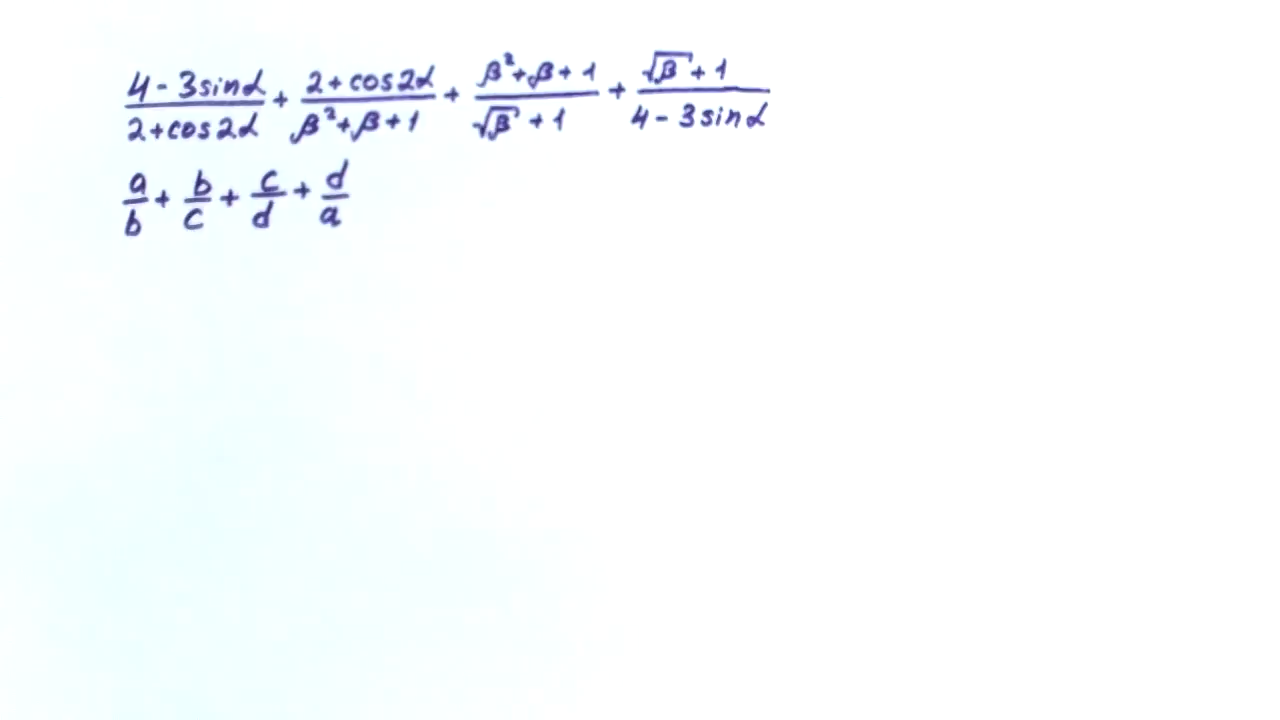 (4 - 3sinα)/(2 + cos2α) + (2 + cos2α)/(β² + β + 1) + (β² + β + 1)/(√β + 1) + (√β + 1)/(4 - 3sinα)
a/b + b/c + c/d + d/a